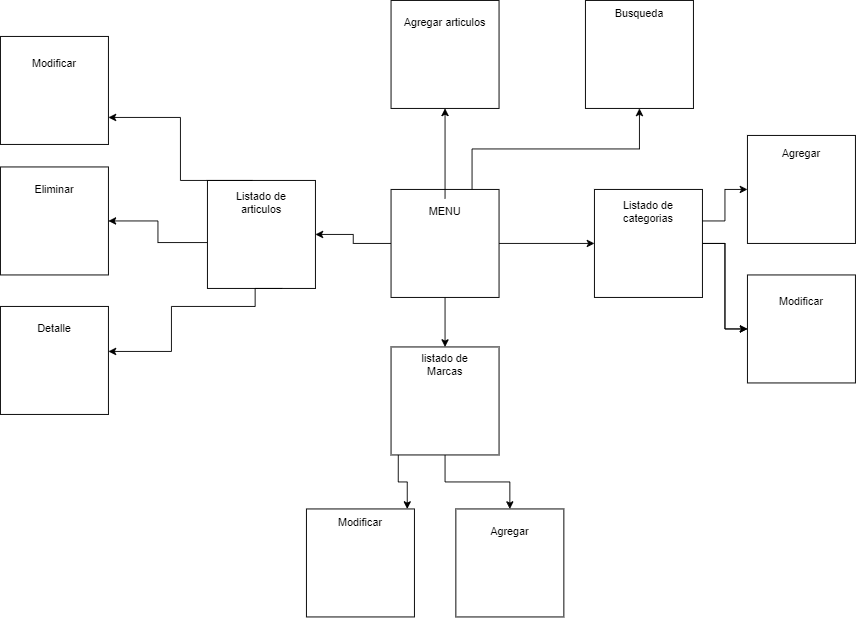 Agregar articulos
Busqueda
Modificar
Agregar
Eliminar
Listado de
articulos
MENU
Listado de
categorias
Modificar
Detalle
listado de
Marcas
Modificar
Agregar